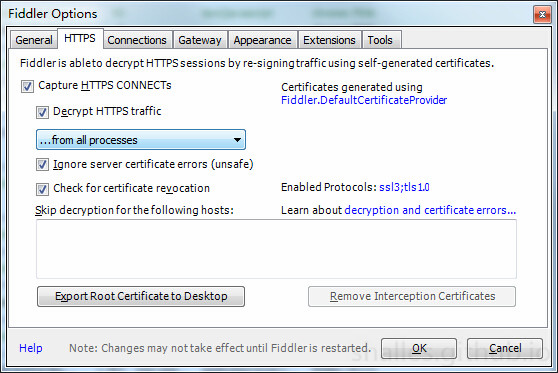 Fiddler Options
General HTTPS Connections Gateway Appearance Extensions Tools
Fiddler is able to decrypt HTTPS sessions by re-signing traffic using self-generated certificates.
Capture HTTPS CONNECTs
Certificates generated using
Fiddler.DefaultCertificateProvider
Decrypt HTTPS traffic
...from all processes
Ignore server certificate errors (unsafe)
Check for certificate revocation
Enabled Protocols: ssl3;tls1.0
Skip decryption for the following hosts:
Learn about decryption and certificate errors...
Export Root Certificate to Desktop
Remove Interception Certificates
Help
Note: Changes may not take effect until Fiddler is restarted.
OK
Cancel